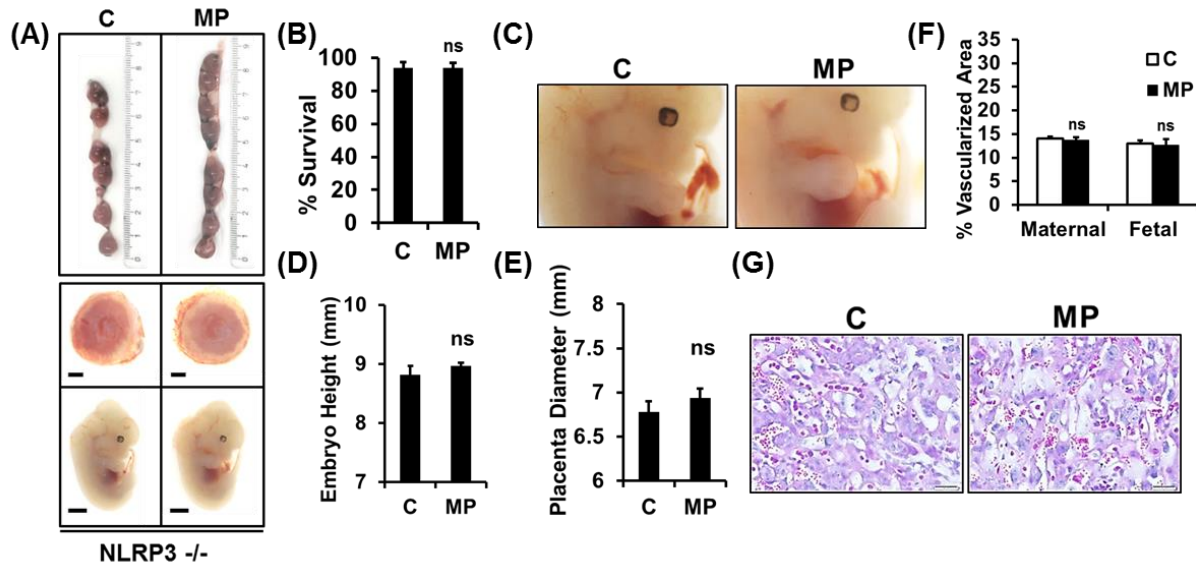 (A)
C
MP
NLRP3 -/-
(B)
% Survival
100
80
60
40
20
0
ns
C
MP
(C)
C
MP
(D)
Embryo Height (mm)
10
9
8
7
ns
C
MP
(E)
Placenta Diameter (mm)
8
7.5
7
6.5
6
ns
C
MP
(F)
% Vascularized Area
35
30
25
20
15
10
5
0
C
MP
ns
ns
Maternal
Fetal
(G)
C
MP